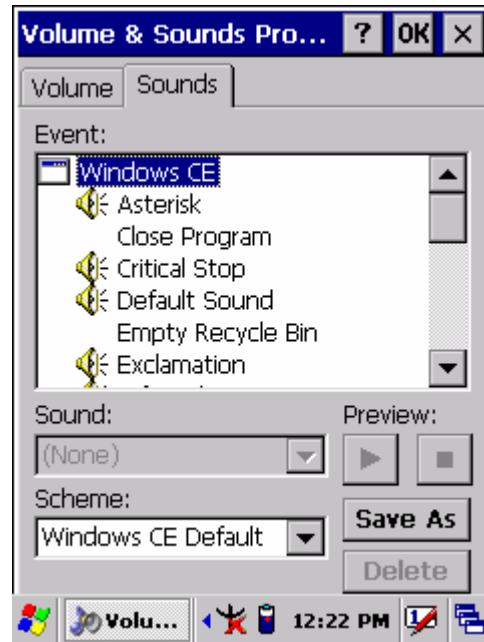 Volume & Sounds Pro... ? OK ×
Volume Sounds
Event:
Windows CE
Asterisk
Close Program
Critical Stop
Default Sound
Empty Recycle Bin
Exclamation
Sound: Preview:
(None)
Scheme:
Save As
Windows CE Default
Delete
Volu... 12:22 PM